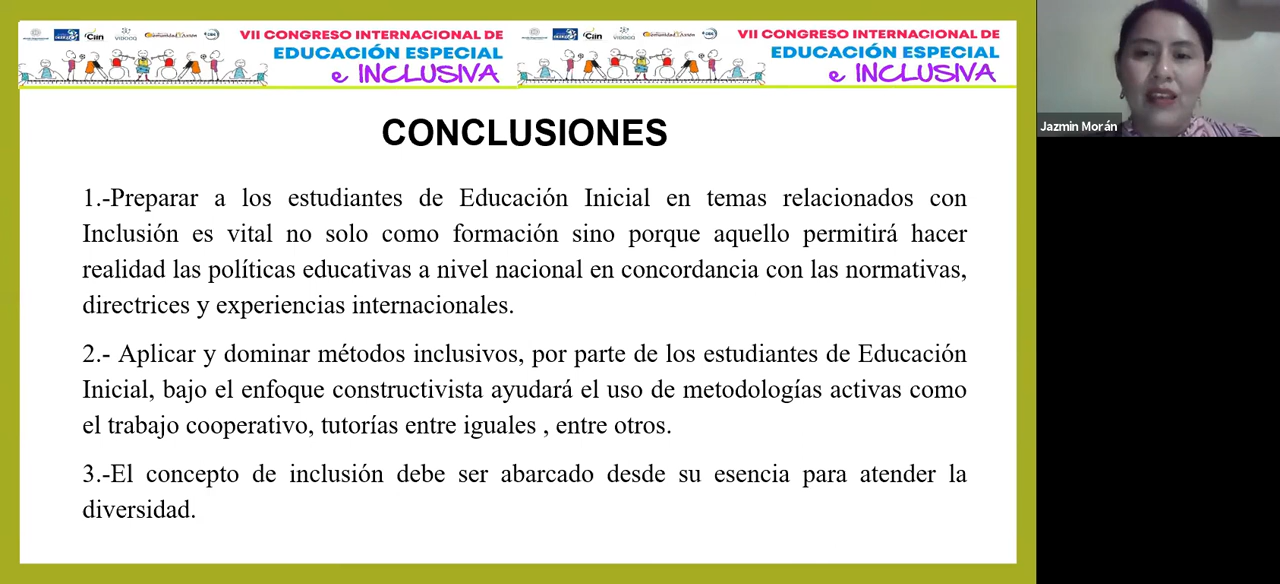 VII CONGRESO INTERNACIONAL DE
EDUCACIÓN ESPECIAL
e INCLUSIVA
Ciin
VII CONGRESO INTERNACIONAL DE
EDUCACIÓN ESPECIAL
e INCLUSIVA
Ciin
Jazmin Morán
CONCLUSIONES
1.-Preparar a los estudiantes de Educación Inicial en temas relacionados con
Inclusión es vital no solo como formación sino porque aquello permitirá hacer
realidad las políticas educativas a nivel nacional en concordancia con las normativas,
directrices y experiencias internacionales.
2.- Aplicar y dominar métodos inclusivos, por parte de los estudiantes de Educación
Inicial, bajo el enfoque constructivista ayudará el uso de metodologías activas como
el trabajo cooperativo, tutorías entre iguales , entre otros.
3.-El concepto de inclusión debe ser abarcado desde su esencia para atender la
diversidad.